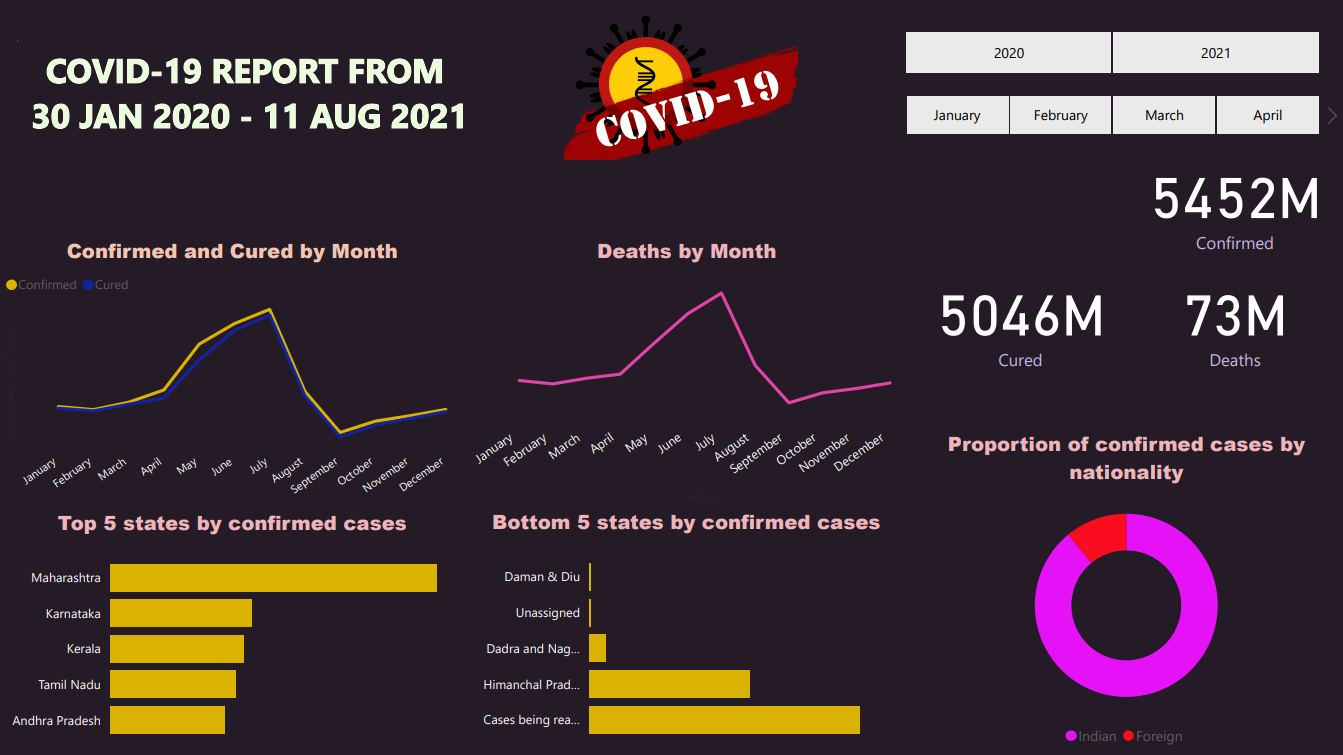 COVID-19 REPORT FROM
30 JAN 2020 - 11 AUG 2021
COVID-19
2020
2021
January
February
March
April
5452M
Confirmed
5046M
Cured
73M
Deaths
Confirmed and Cured by Month
Confirmed
Cured
January
February
March
April
May
June
July
August
September
October
November
December
Deaths by Month
January
February
March
April
May
June
July
August
September
October
November
December
Proportion of confirmed cases by
nationality
Indian
Foreign
Top 5 states by confirmed cases
Maharashtra
Karnataka
Kerala
Tamil Nadu
Andhra Pradesh
Bottom 5 states by confirmed cases
Daman & Diu
Unassigned
Dadra and Nag...
Himanchal Prad...
Cases being rea...